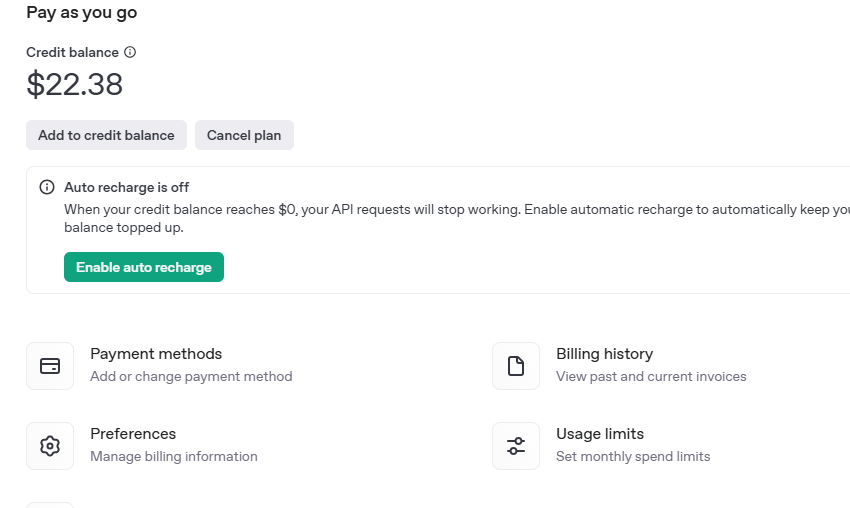 Pay as you go
Credit balance
$22.38
Add to credit balance
Cancel plan
Auto recharge is off
When your credit balance reaches $0, your API requests will stop working. Enable automatic recharge to automatically keep
balance topped up.
Enable auto recharge
Payment methods
Add or change payment method
Billing history
View past and current invoices
Preferences
Manage billing information
Usage limits
Set monthly spend limits